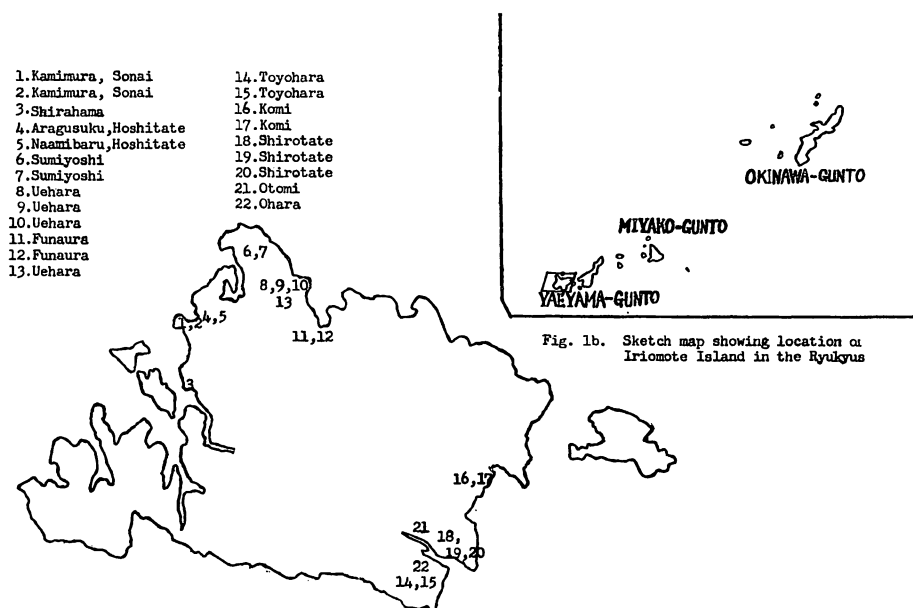 1.Kamimura, Sonai
2.Kamimura, Sonai
3.Shirahama
4.Aragusuku,Hoshitate
5.Naamibaru,Hoshitate
6.Sumiyoshi
7.Sumiyoshi
8.Uehara
9.Uehara
10.Uehara
11.Funaura
12.Funaura
13.Uehara
14.Toyohara
15.Toyohara
16.Komi
17.Komi
18.Shirotate
19.Shirotate
20.Shirotate
21.Otomi
22.Ohara
OKINAWA-GUNTO
MIYAKO-GUNTO
YAEYAMA-GUNTO
Fig. 1b. Sketch map showing location
Iriomote Island in the Ryukyus
6,7
8,9,10
13
11,12
4,5
1,2
3
16,17
21
18,
19,20
22
14,15